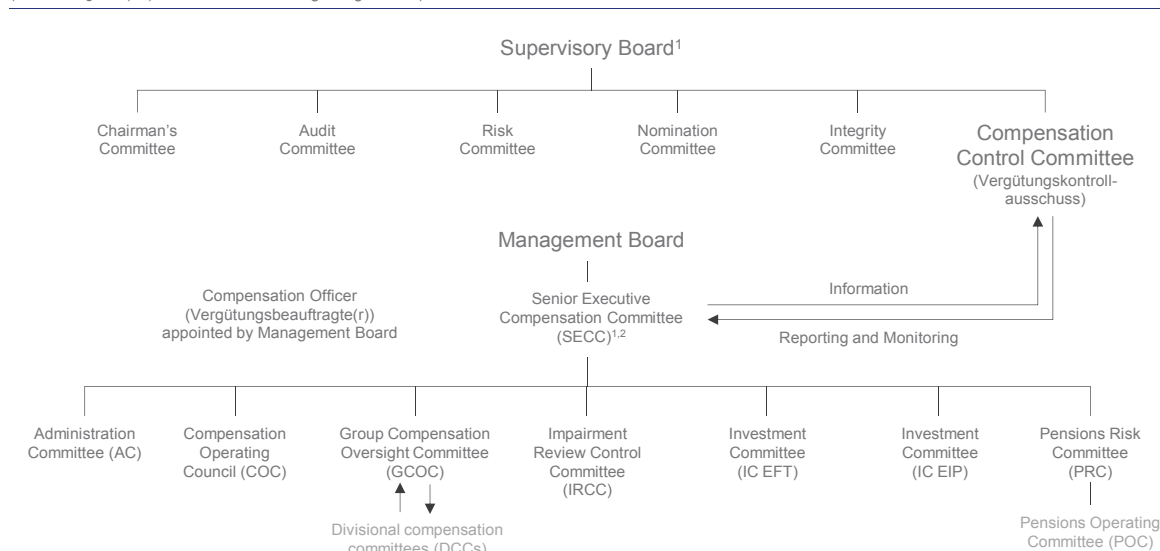 Supervisory Board¹
Chairman's
Committee
Audit
Committee
Risk
Committee
Nomination
Committee
Integrity
Committee
Compensation
Control Committee
(Vergütungskontroll-
ausschuss)
Management Board
Compensation Officer
(Vergütungsbeauftragte(r))
appointed by Management Board
Senior Executive
Compensation Committee
(SECC)¹,²
Information
Reporting and Monitoring
Administration
Committee (AC)
Compensation
Operating
Council (COC)
Group Compensation
Oversight Committee
(GCOC)
Impairment
Review Control
Committee
(IRCC)
Investment
Committee
(IC EFT)
Investment
Committee
(IC EIP)
Pensions Risk
Committee
(PRC)
Divisional compensation
committees (DCCs)
Pensions Operating
Committee (POC)